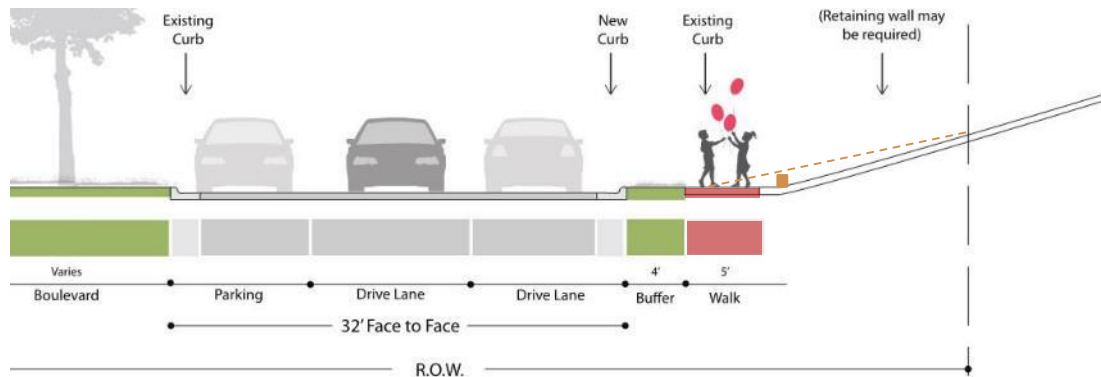 Existing
Curb
New
Curb
Existing
Curb
(Retaining wall may
be required)
Varies
Boulevard
Parking
Drive Lane
Drive Lane
4'
Buffer
5'
Walk
32' Face to Face
R.O.W.